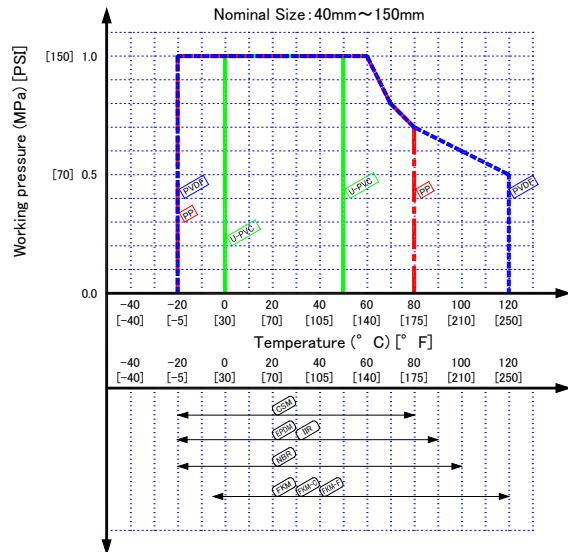 Nominal Size:40mm～150mm
Working pressure (MPa) [PSI]
[150] 1.0
[70] 0.5
0.0
PVDF
PP
U-PVC
U-PVC
PP
PVDF
-40 -20 0 20 40 60 80 100 120
[-40] [-5] [30] [70] [105] [140] [175] [210] [250]
Temperature (° C) [° F]
-40 -20 0 20 40 60 80 100 120
[-40] [-5] [30] [70] [105] [140] [175] [210] [250]
CSM
EPDM IIR
NBR
FKM FKM-C FKM-F